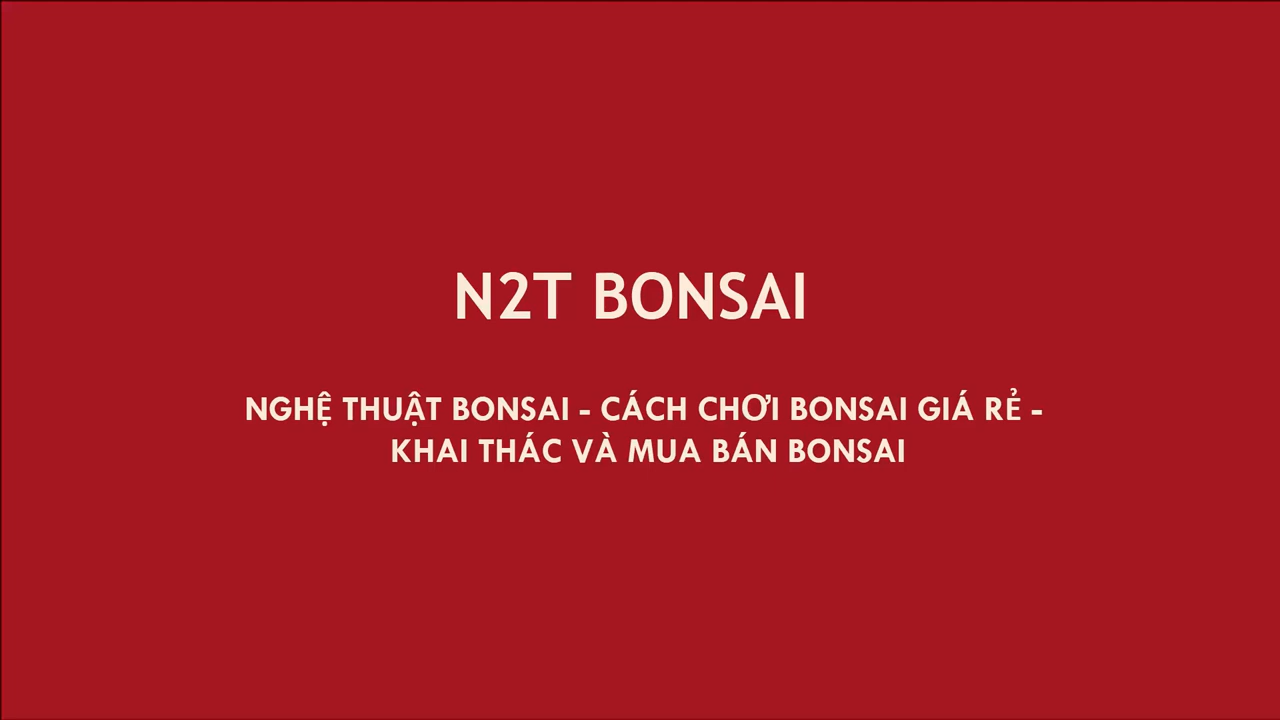 N2T BONSAI
NGHỆ THUẬT BONSAI - CÁCH CHƠI BONSAI GIÁ RẺ -
KHAI THÁC VÀ MUA BÁN BONSAI